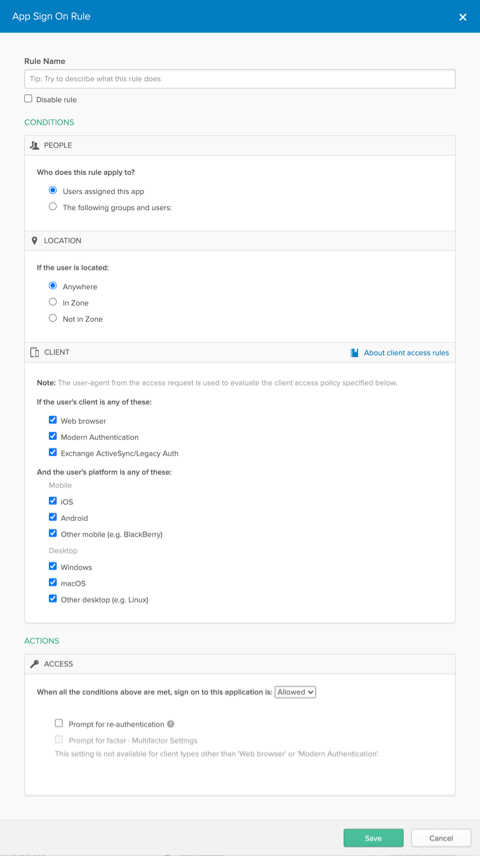 App Sign On Rule
Rule Name
Tip: Try to describe what this rule does
Disable rule
CONDITIONS
PEOPLE
Who does this rule apply to?
Users assigned this app
The following groups and users:
LOCATION
If the user is located:
Anywhere
In Zone
Not in Zone
CLIENT About client access rules
Note: The user-agent from the access request is used to evaluate the client access policy specified below.
If the user's client is any of these:
Web browser
Modern Authentication
Exchange ActiveSync/Legacy Auth
And the user's platform is any of these:
Mobile
iOS
Android
Other mobile (e.g. BlackBerry)
Desktop
Windows
macOS
Other desktop (e.g. Linux)
ACTIONS
ACCESS
When all the conditions above are met, sign on to this application is: Allowed
Prompt for re-authentication
Prompt for factor - Multifactor Settings
This setting is not available for client types other than 'Web browser' or 'Modern Authentication'.
Save Cancel